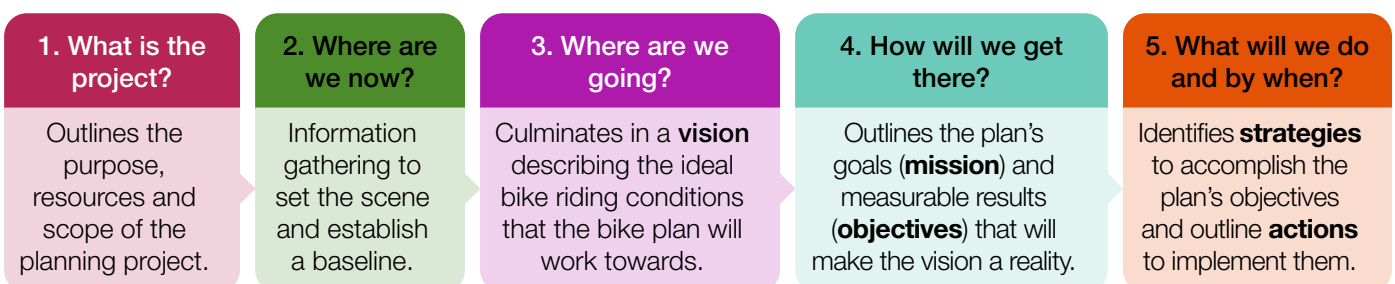 1. What is the
project?
Outlines the
purpose,
resources and
scope of the
planning project.
2. Where are
we now?
Information
gathering to
set the scene
and establish
a baseline.
3. Where are we
going?
Culminates in a vision
describing the ideal
bike riding conditions
that the bike plan will
work towards.
4. How will we get
there?
Outlines the plan’s
goals (mission) and
measurable results
(objectives) that will
make the vision a reality.
5. What will we do
and by when?
Identifies strategies
to accomplish the
plan’s objectives
and outline actions
to implement them.